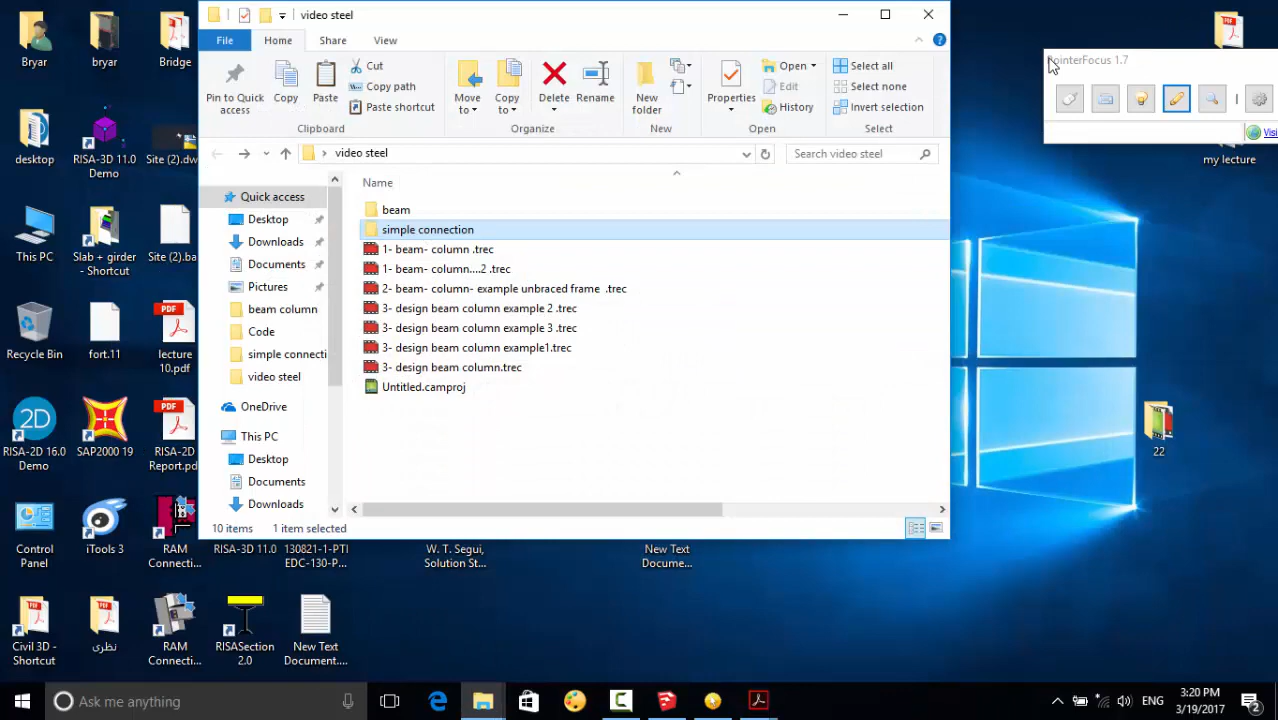 video steel
File
Home
Share
View
Pin to Quick access
Copy
Paste
Cut
Copy path
Paste shortcut
Clipboard
Move to
Copy to
Delete
Rename
Organize
New folder
New
Properties
Open
Edit
History
Open
Select all
Select none
Invert selection
Select
video steel
Search video steel
Name
Quick access
Desktop
Downloads
Documents
Pictures
beam column
Code
simple connecti
video steel
OneDrive
This PC
Desktop
Documents
Downloads
beam
simple connection
1- beam- column .trec
1- beam- column....2 .trec
2- beam- column- example unbraced frame .trec
3- design beam column example 2 .trec
3- design beam column example 3 .trec
3- design beam column example1.trec
3- design beam column.trec
Untitled.camproj
10 items
1 item selected
Bryar
bryar
Bridge
desktop
RISA-3D 11.0 Demo
Site (2).dw
This PC
Slab + girder - Shortcut
Site (2).ba
Recycle Bin
fort.11
PDF
lecture 10.pdf
2D
RISA-2D 16.0 Demo
SAP2000 19
PDF
RISA-2D Report.pd
Control Panel
iTools 3
RAM Connecti...
RISA-3D 11.0
130821-1-PTI EDC-130-P...
W. T. Segui, Solution St...
New Text Docume...
Civil 3D - Shortcut
نظری
RAM Connecti...
RISASection 2.0
New Text Document....
PointerFocus 1.7
Visi
my lecture
22
Ask me anything
ENG
3:20 PM
3/19/2017
2